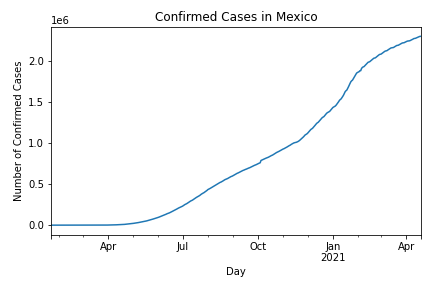 Confirmed Cases in Mexico
1e6
Number of Confirmed Cases
2.0
1.5
1.0
0.5
0.0
Apr Jul Oct Jan Apr
2021
Day